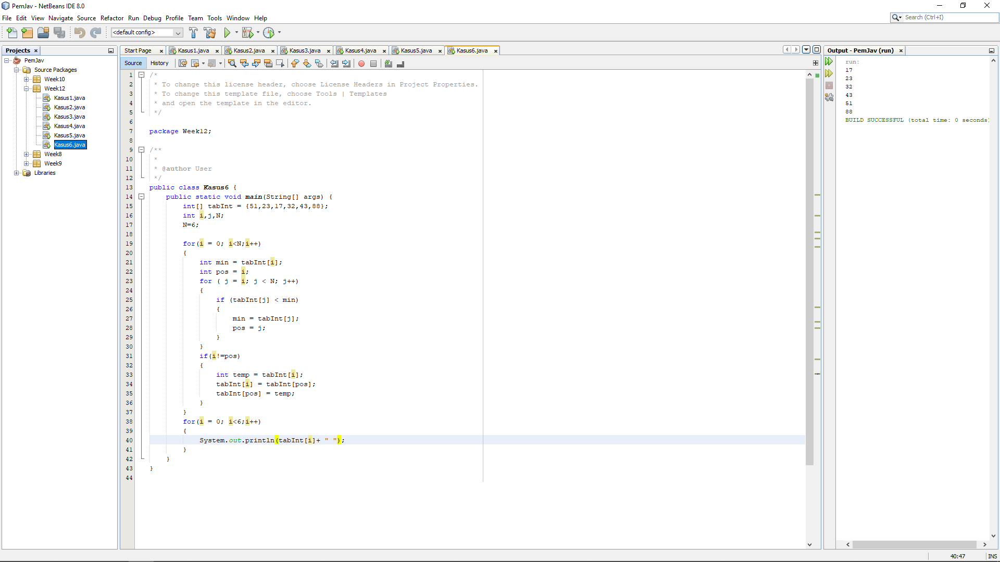 PemJav - NetBeans IDE 8.0
File Edit View Navigate Source Refactor Run Debug Profile Team Tools Window Help
Search (Ctrl+I)
<default config>
Projects
PemJav
Source Packages
Week10
Week12
Kasus1.java
Kasus2.java
Kasus3.java
Kasus4.java
Kasus5.java
Kasus6.java
Week8
Week9
Libraries
Start Page Kasus1.java Kasus2.java Kasus3.java Kasus4.java Kasus5.java Kasus6.java
Source History
1 /*
2 * To change this license header, choose License Headers in Project Properties.
3 * To change this template file, choose Tools | Templates
4 * and open the template in the editor.
5 */
6
7 package Week12;
8
9 /**
10 *
11 * @author User
12 */
13 public class Kasus6 {
14 public static void main(String[] args) {
15 int[] tabInt = {51,23,17,32,43,88};
16 int i,j,N;
17 N=6;
18
19 for(i = 0; i<N;i++)
20 {
21 int min = tabInt[i];
22 int pos = i;
23 for ( j = i; j < N; j++)
24 {
25 if (tabInt[j] < min)
26 {
27 min = tabInt[j];
28 pos = j;
29 }
30 }
31 if(i!=pos)
32 {
33 int temp = tabInt[i];
34 tabInt[i] = tabInt[pos];
35 tabInt[pos] = temp;
36 }
37 }
38 for(i = 0; i<6;i++)
39 {
40 System.out.println(tabInt[i]+ " ");
41 }
42 }
43 }
44
Output - PemJav (run)
run:
17
23
32
43
51
88
BUILD SUCCESSFUL (total time: 0 seconds)
40:47 INS